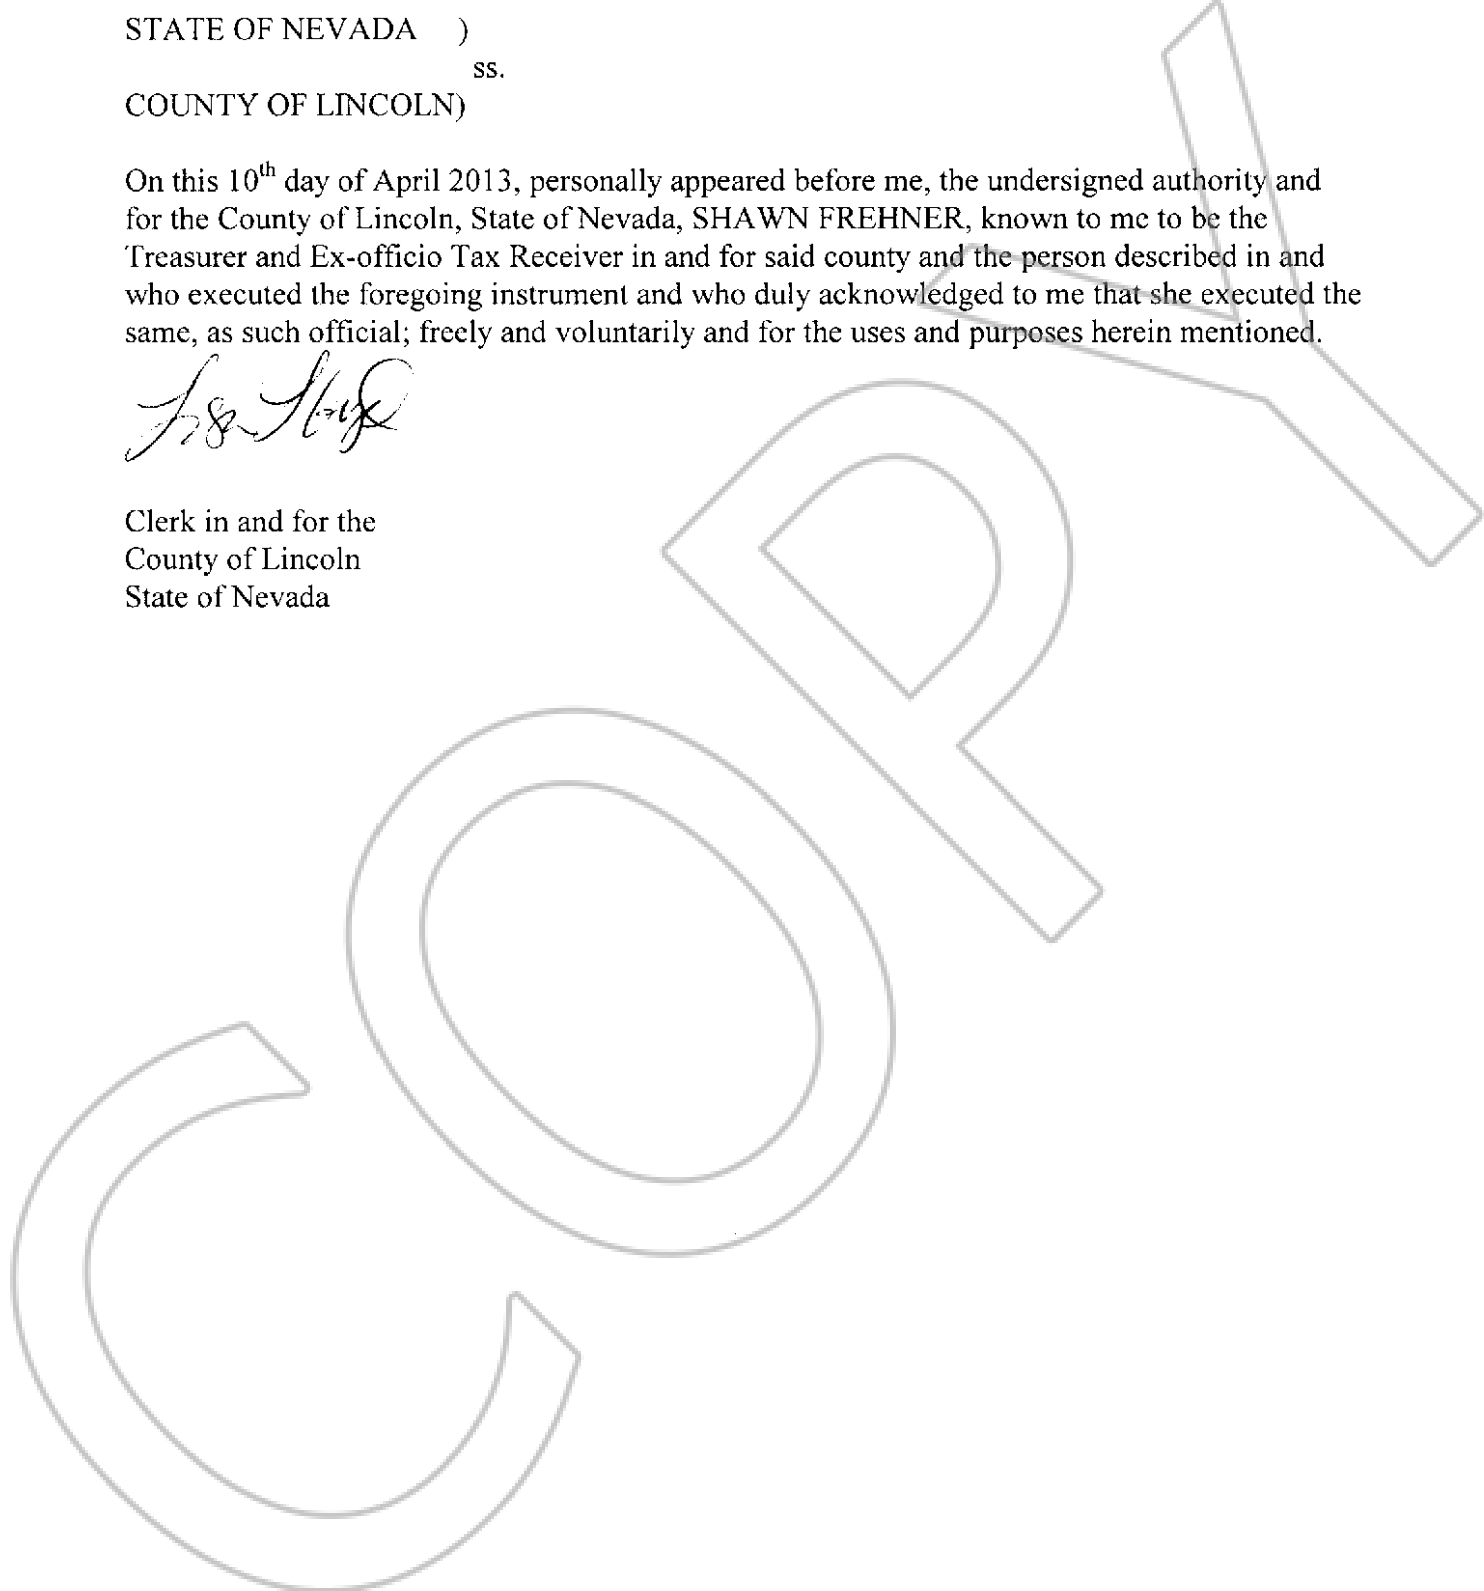 STATE OF NEVADA )
ss.
COUNTY OF LINCOLN)
On this 10th day of April 2013, personally appeared before me, the undersigned authority and
for the County of Lincoln, State of Nevada, SHAWN FREHNER, known to me to be the
Treasurer and Ex-officio Tax Receiver in and for said county and the person described in and
who executed the foregoing instrument and who duly acknowledged to me that she executed the
same, as such official; freely and voluntarily and for the uses and purposes herein mentioned.
Clerk in and for the
County of Lincoln
State of Nevada
COPY